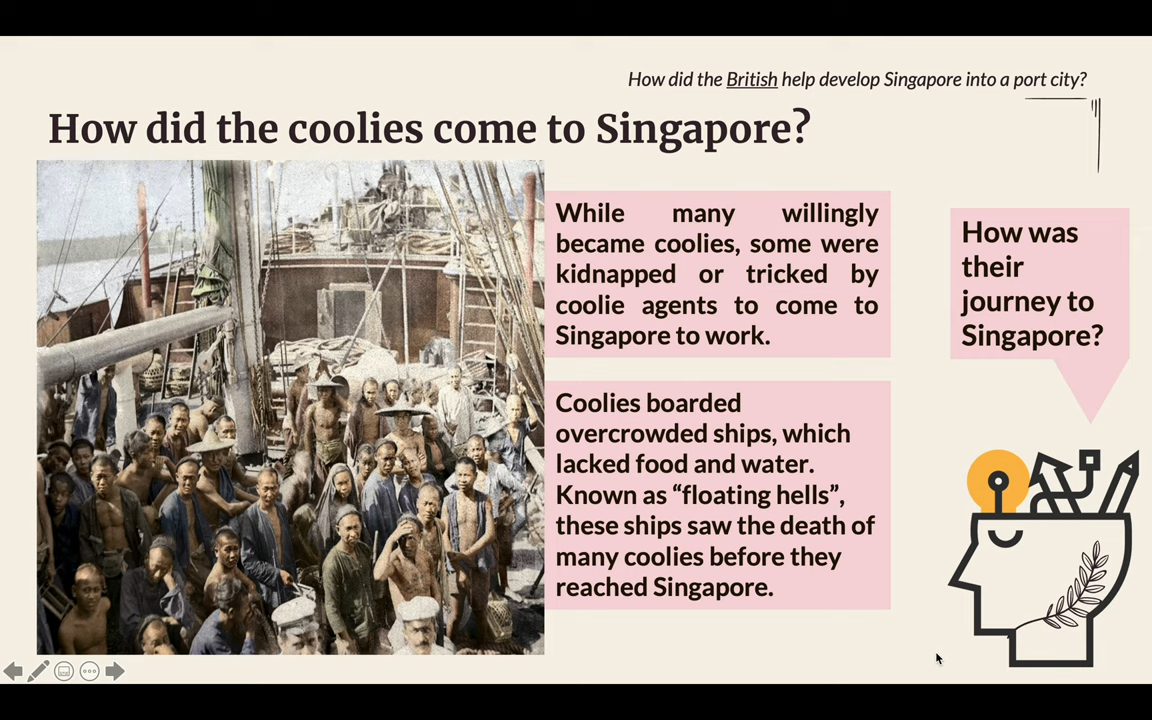 How did the British help develop Singapore into a port city?
How did the coolies come to Singapore?
While many willingly
became coolies, some were
kidnapped or tricked by
coolie agents to come to
Singapore to work.
Coolies boarded
overcrowded ships, which
lacked food and water.
Known as “floating hells”,
these ships saw the death of
many coolies before they
reached Singapore.
How was
their
journey to
Singapore?